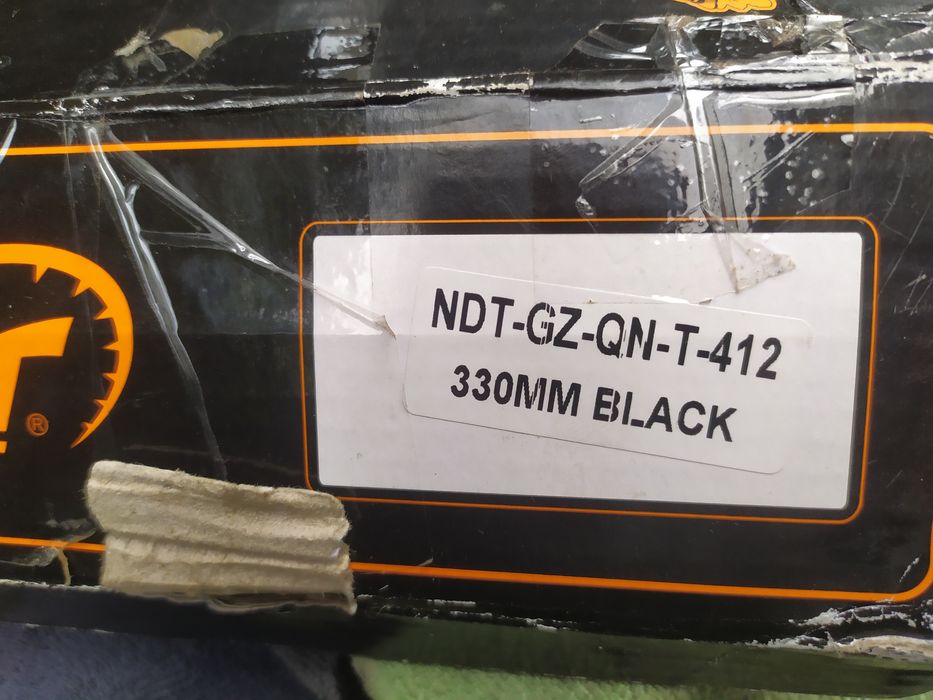 NDT-GZ-QN-T-412
330MM BLACK
®